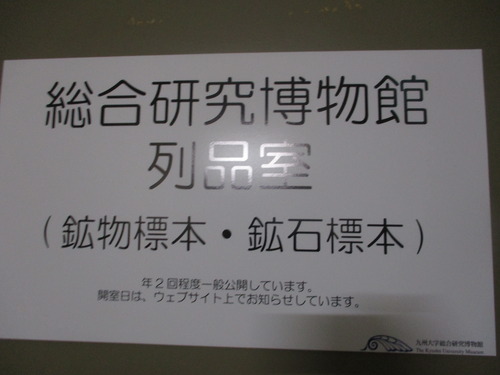 総合研究博物館
列品室
（鉱物標本・鉱石標本）
年2回程度一般公開しています。
開室日は、ウェブサイト上でお知らせしています。
九州大学総合研究博物館
The Kyushu University Museum